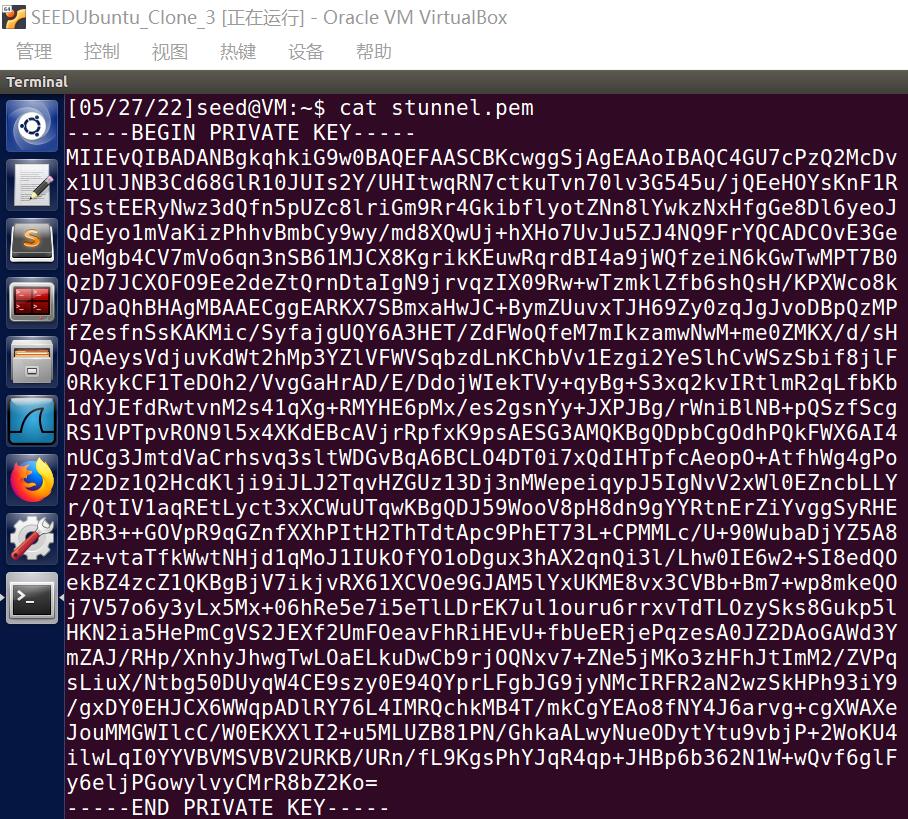 SEEDUbuntu_Clone_3 [正在运行] - Oracle VM VirtualBox
管理 控制 视图 热键 设备 帮助
Terminal
[05/27/22]seed@VM:~$ cat stunnel.pem
-----BEGIN PRIVATE KEY-----
MIIEvQIBADANBgkqhkiG9w0BAQEFAASCBKcwggSjAgEAAoIBAQC4GU7cPzQ2McDv
x1UlJNB3Cd68GlR10JUIs2Y/UHItwqRN7ctkuTvn70lv3G545u/jQEeHOYsKnF1R
TSstEERyNwz3dQfn5pUZc8lriGm9Rr4GkibflyotZNn8lYwkzNxHfgGe8Dl6yeoJ
QdEyo1mVaKizPhhvBmbCy9wy/md8XQwUj+hXHo7UvJu5ZJ4NQ9FrYQCADCOvE3Ge
ueMgb4CV7mVo6qn3nSB61MJCX8KgrikKEuwRqrdBI4a9jWQfzeiN6kGwTwMPT7B0
QzD7JCXOFO9Ee2deZtQrnDntaIgN9jrvqzIX09Rw+wTzmklZfb6shQsH/KPXWco8k
U7DaQhBHAgMBAAECggEARKX7SBmxaHwJC+BymZUuvxTJH69Zy0zqJgJvoDBpQzMP
fZesfnSsKAKMic/SyfajgUQY6A3HET/ZdFWoQfeM7mIkzamwNwM+me0ZMKX/d/sH
JQAeysVdjuvKdWt2hMp3YZlVFWVSqbzdLnKChbVv1Ezgi2YeSlhCvWSzSbif8jlF
0RkykCF1TeDOh2/VvgGaHrAD/E/DdojWIekTVy+qyBg+S3xq2kvIRtlmR2qLfbKb
1dYJEfdRwtvnM2s41qXg+RMYHE6pMx/es2gsnYy+JXPJBg/rWniBlNB+pQSzfScg
RS1VPTpvRON9l5x4XKdEBcAVjrRpfxK9psAESG3AMQKBgQDpbCgOdhPQkFWX6AI4
nUCg3JmtdVaCrhsvq3sltWDGvBqA6BCLO4DT0i7xQdIHTpfcAeopO+AtfhWg4gPo
722Dz1Q2HcdKlji9iJLJ2TqvHZGUz13Dj3nMWepeiqypJ5IgNvV2xWl0EZncbLLY
r/QtIV1aqREtLyct3xXCWuUTqwKBgQDJ59WooV8pH8dn9gYYRtnErZiYvggSyRHE
2BR3++GOVpR9qGZnfXXhPItH2ThTdtApc9PhET73L+CPMMLc/U+90WubaDjYZ5A8
Zz+vtaTfkWwtNHjd1qMoJ1IUkOfYO1oDgux3hAX2qnQi3l/Lhw0IE6w2+SI8edQO
ekBZ4zcZ1QKBgBjV7ikjvRX61XCVOe9GJAM5lYxUKME8vx3CVBb+Bm7+wp8mkeQO
j7V57o6y3yLx5Mx+06hRe5e7i5eTlLDrEK7ul1ouru6rrxvTdTLOzySks8Gukp5l
HKN2ia5HePmCgVS2JEXf2UmFOeavFhRiHEvU+fbUeERjePqzesA0JZ2DAoGAWd3Y
mZAJ/RHp/XnhyJhwgTwLOaELkuDwCb9rjOQNxv7+ZNe5jMKo3zHFhJtImM2/ZVPq
sLiuX/Ntbg50DUyqW4CE9szy0E94QYprLFgbJG9jyNMcIRFR2aN2wzSkHPh93iY9
/gxDY0EHJCX6WWqpADlRY76L4IMRQchkMB4T/mkCgYEAo8fNY4J6arvg+cgXWAXe
JouMMGWIlcC/W0EKXXlI2+u5MLUZB81PN/GhkaALwyNueODytYtu9vbjP+2WoKU4
ilwLqI0YYVBVMSVBV2URKB/URn/fL9KgsPhYJqR4qp+JHBp6b362N1W+wQvf6glF
y6eljPGowylvyCMrR8bZ2Ko=
-----END PRIVATE KEY-----